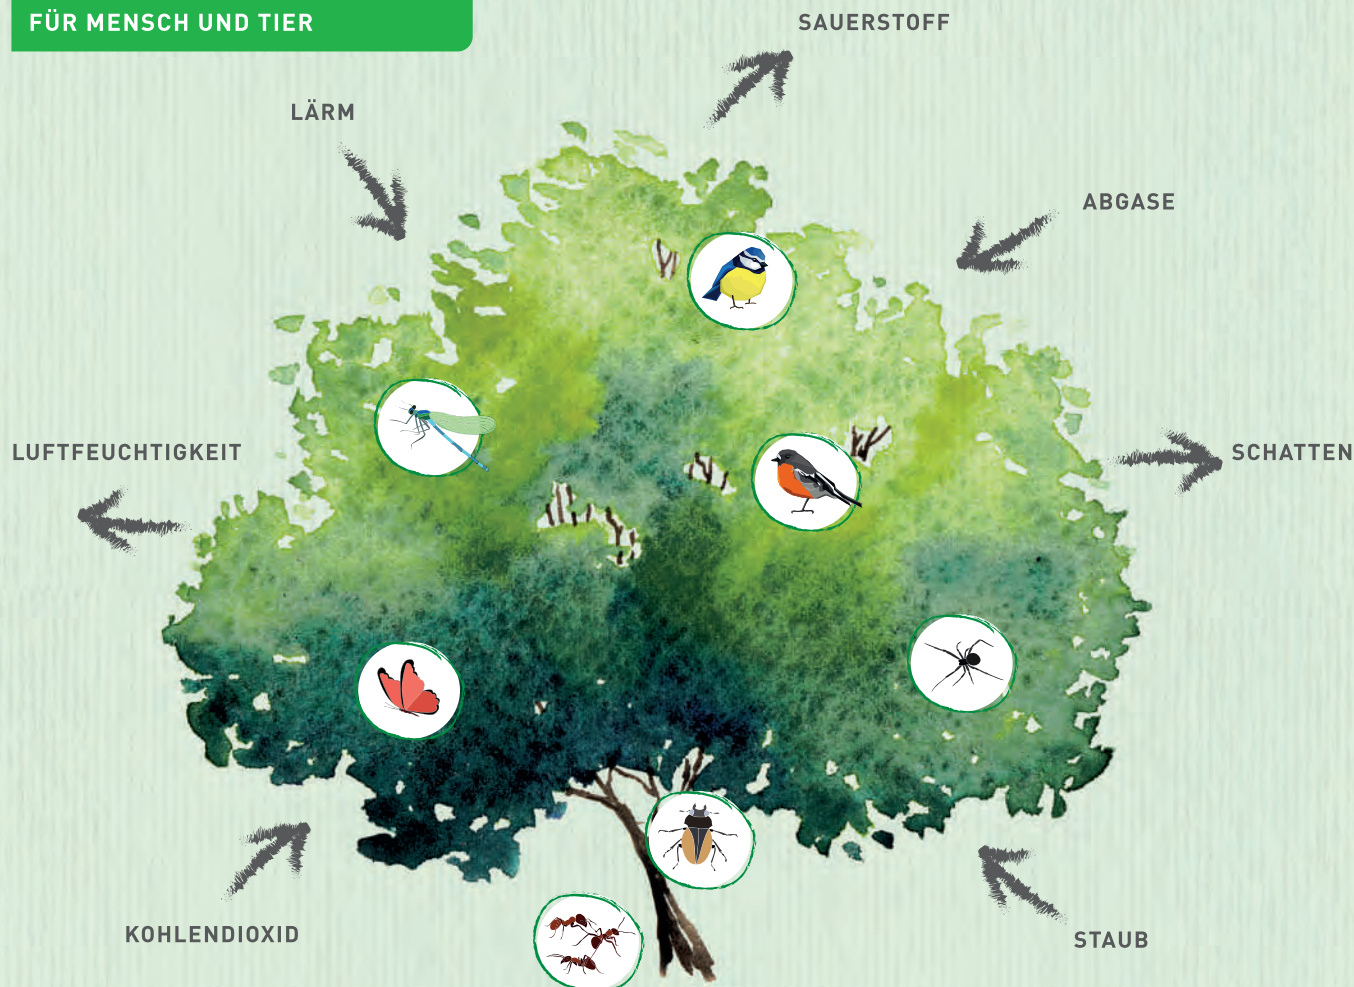 FÜR MENSCH UND TIER
SAUERSTOFF
LÄRM
ABGASE
LUFTFEUCHTIGKEIT
SCHATTEN
KOHLENDIOXID
STAUB